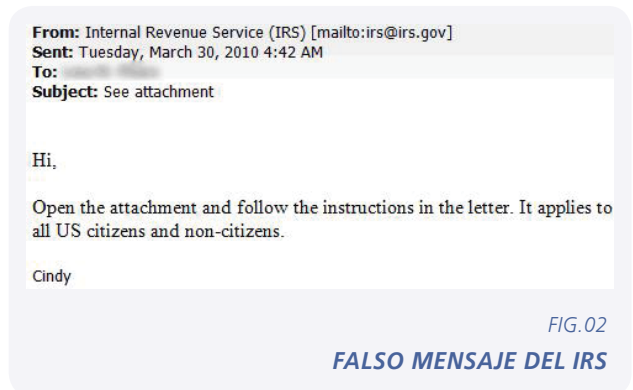 From: Internal Revenue Service (IRS) [mailto:irs@irs.gov]
Sent: Tuesday, March 30, 2010 4:42 AM
To:
Subject: See attachment
Hi,
Open the attachment and follow the instructions in the letter. It applies to
all US citizens and non-citizens.
Cindy
FIG.02
FALSO MENSAJE DEL IRS